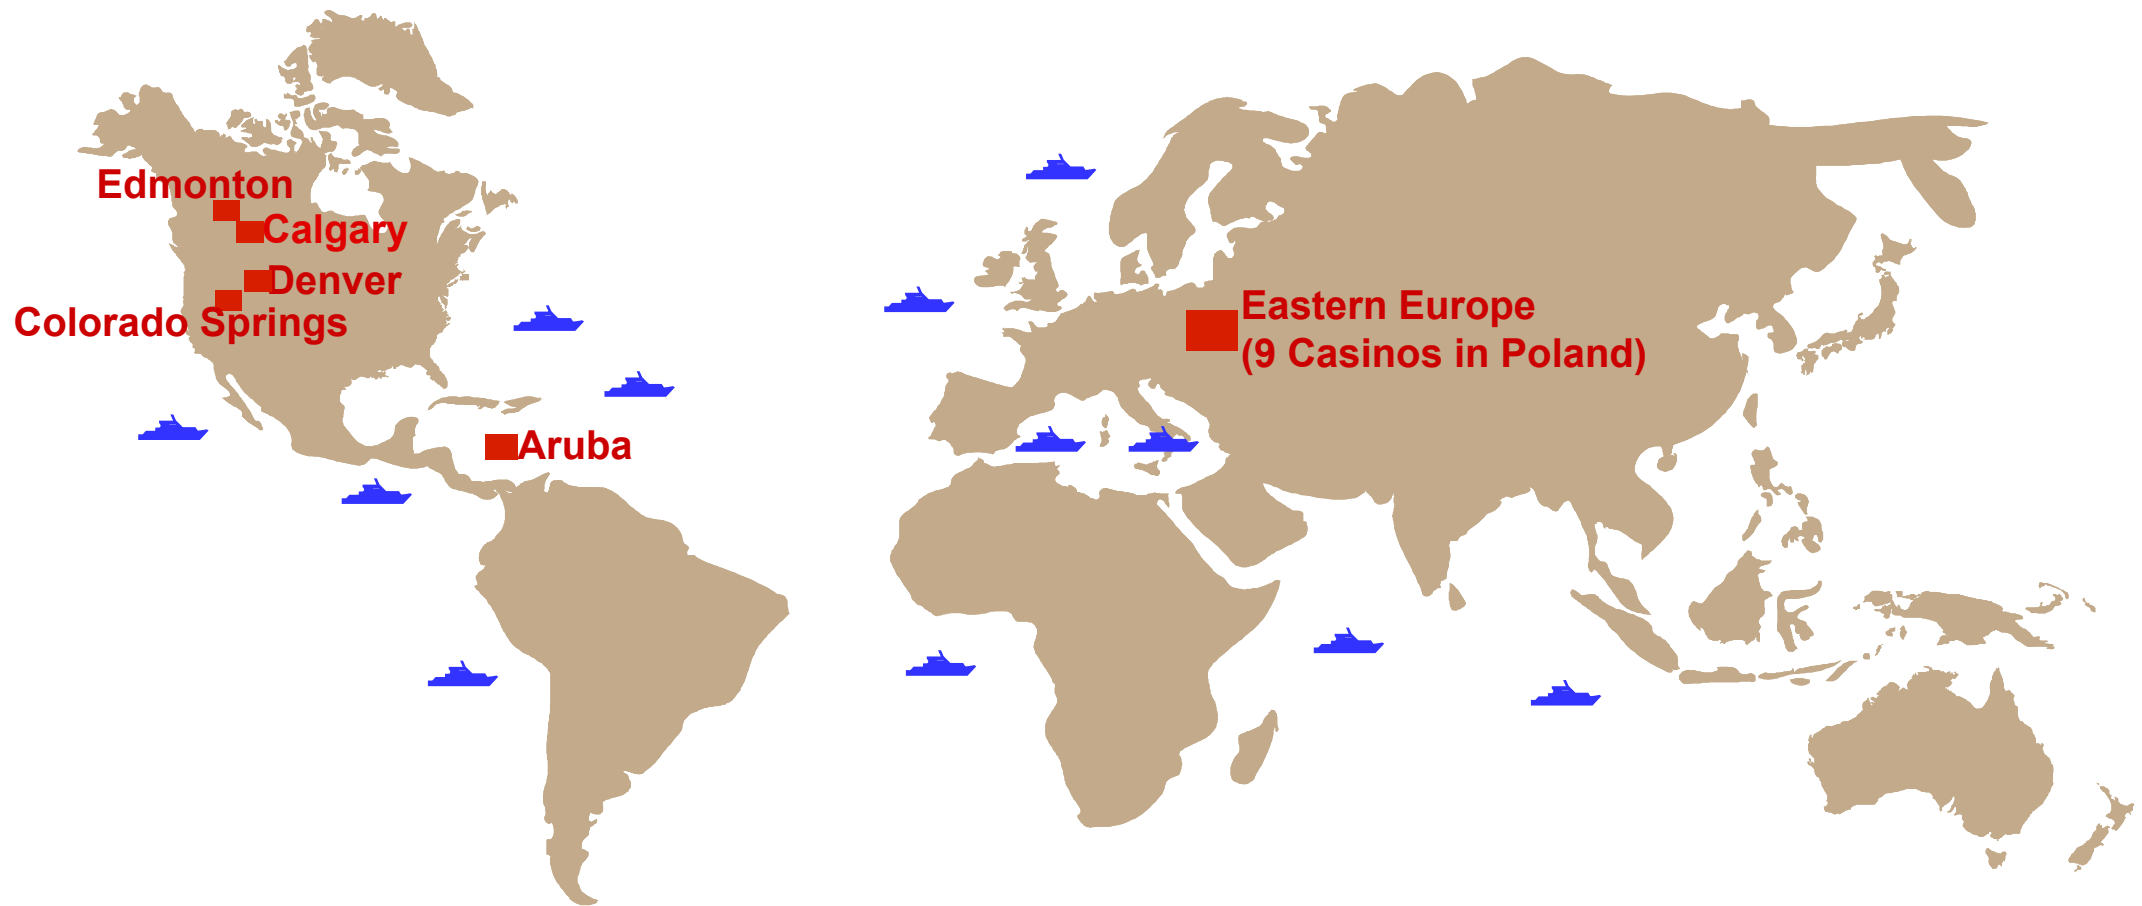 Edmonton
Calgary
Denver
Colorado Springs
Eastern Europe
(9 Casinos in Poland)
Aruba